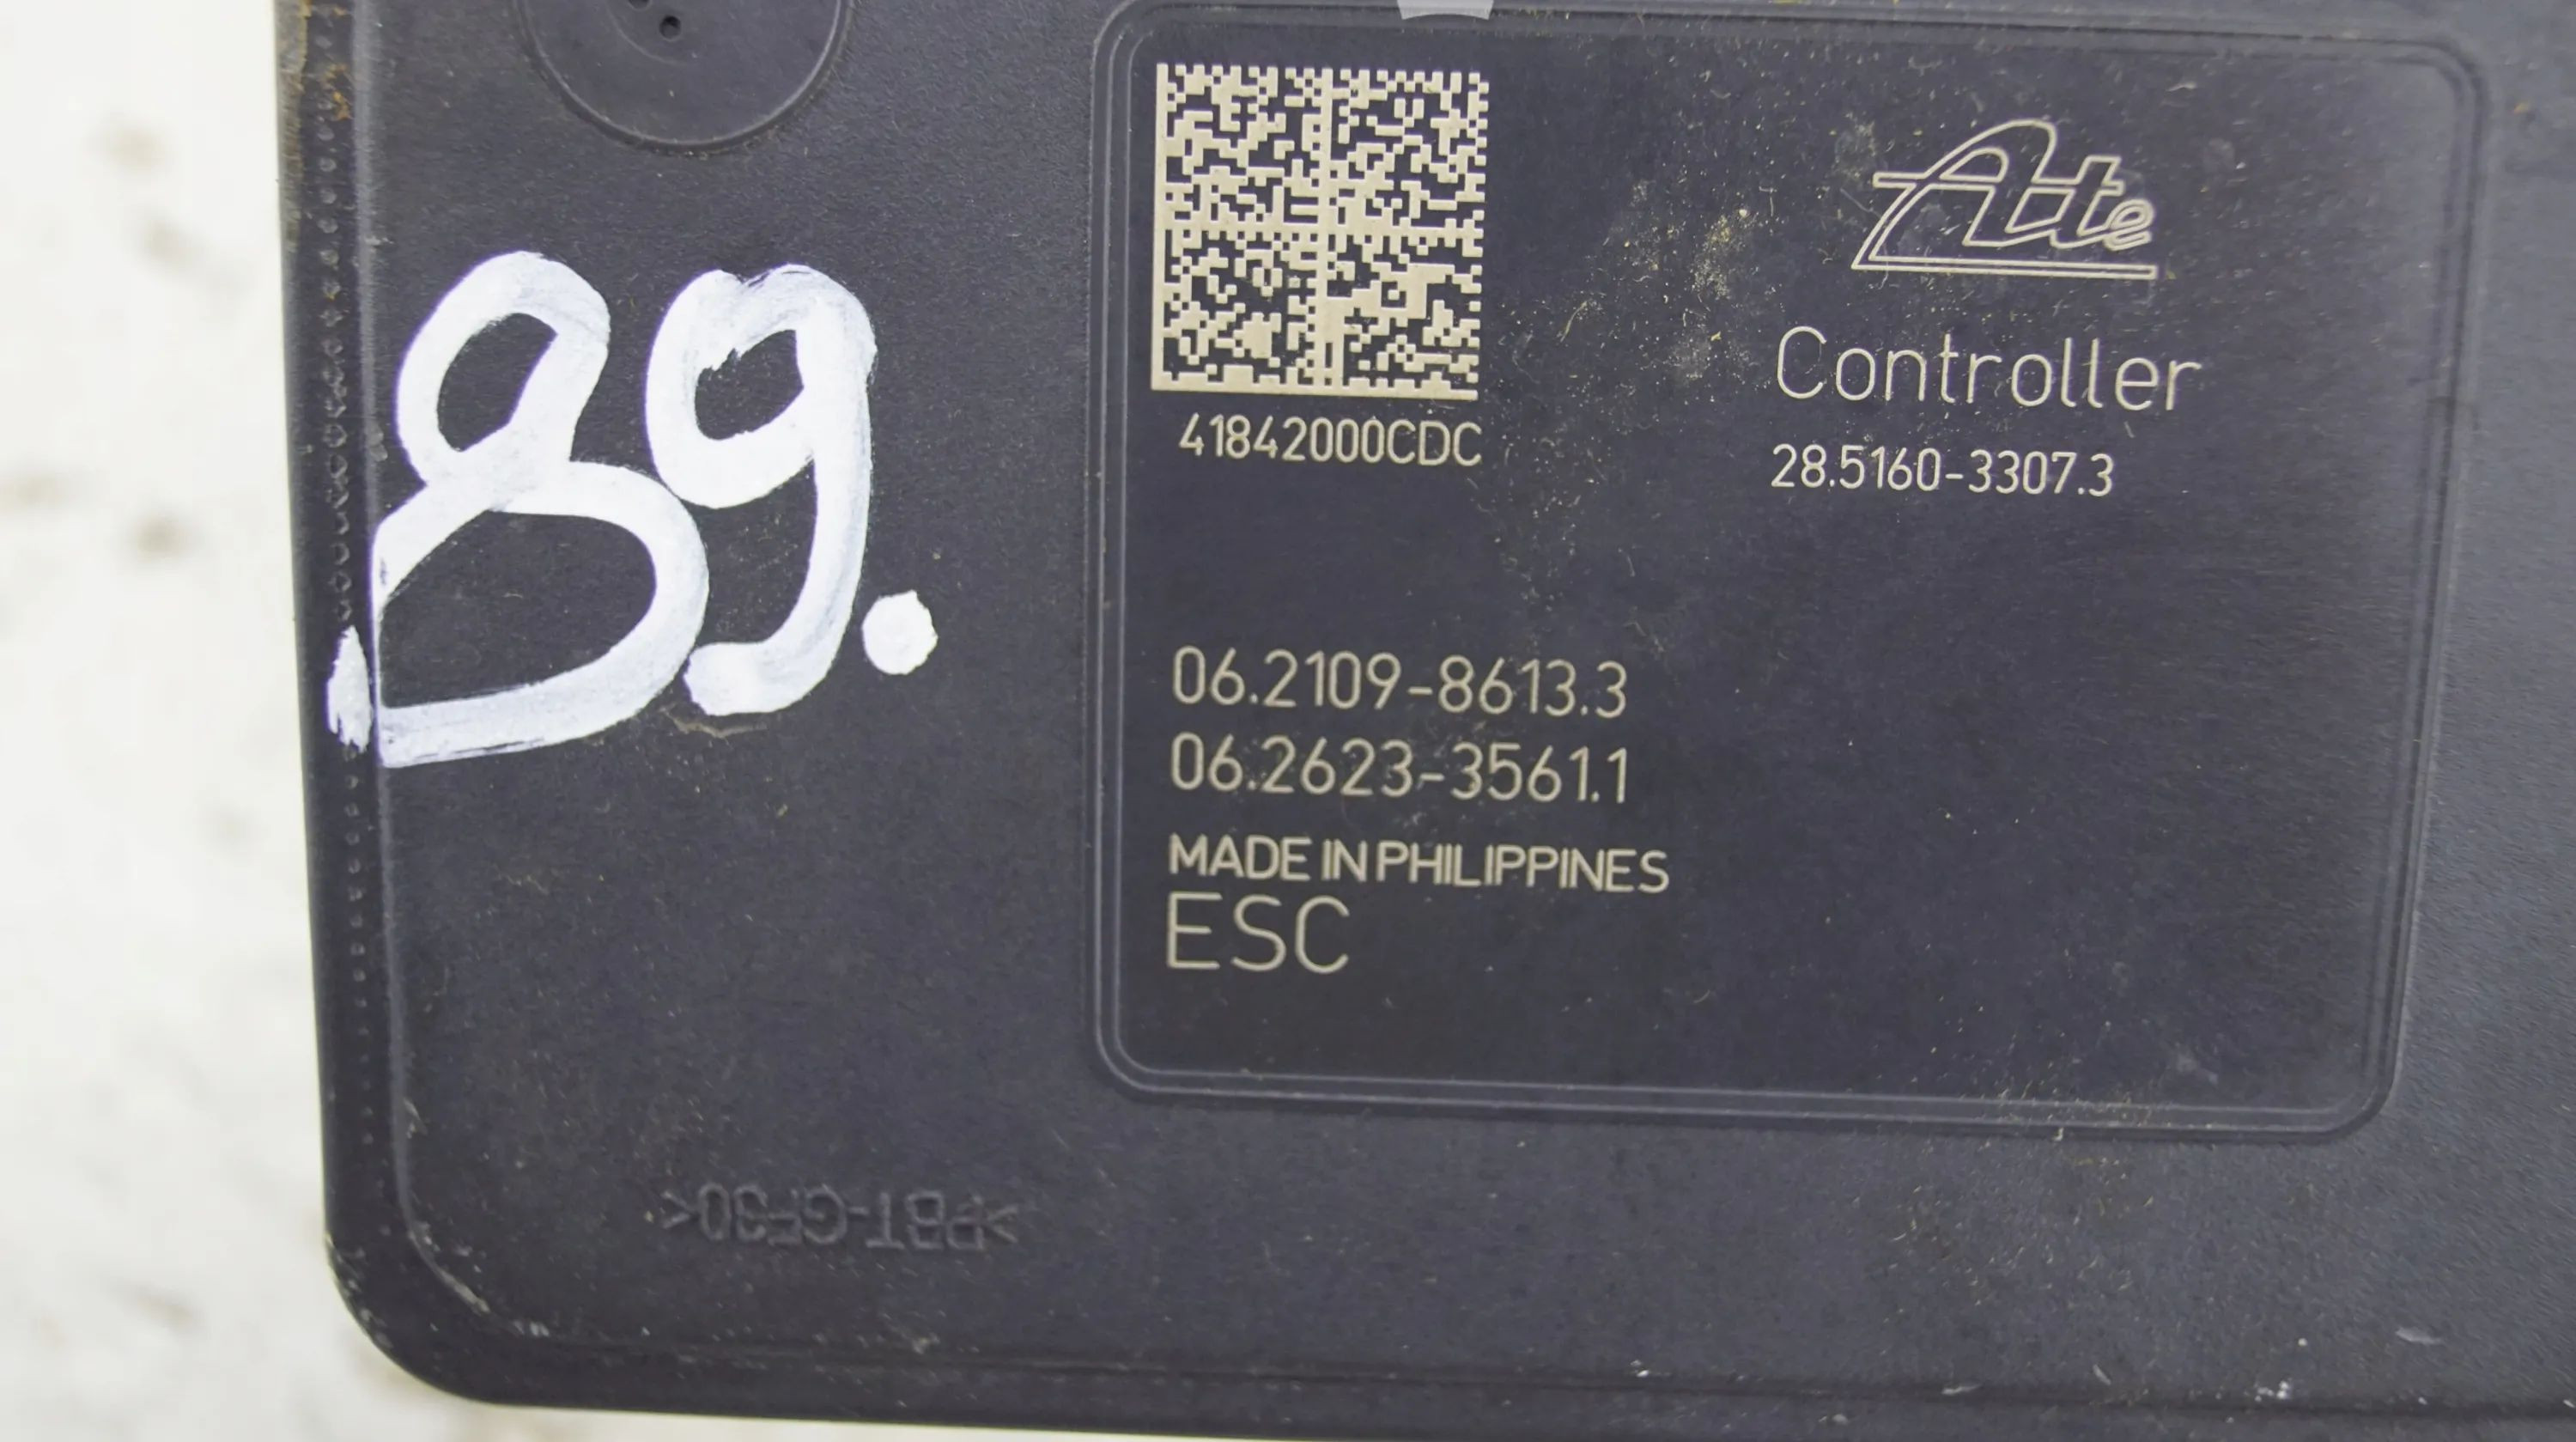 Ate
Controller
41842000CDC
28.5160-3307.3
.89.
06.2109-8613.3
06.2623-3561.1
MADE IN PHILIPPINES
ESC
>PBT-GF30<